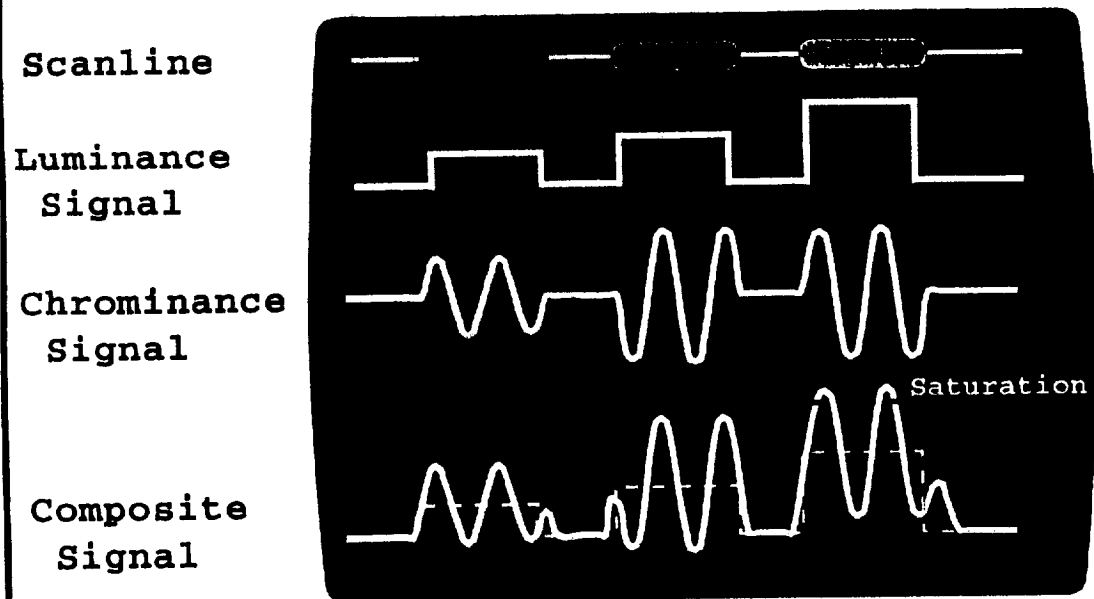 Scanline
Luminance
Signal
Chrominance
Signal
Saturation
Composite
Signal